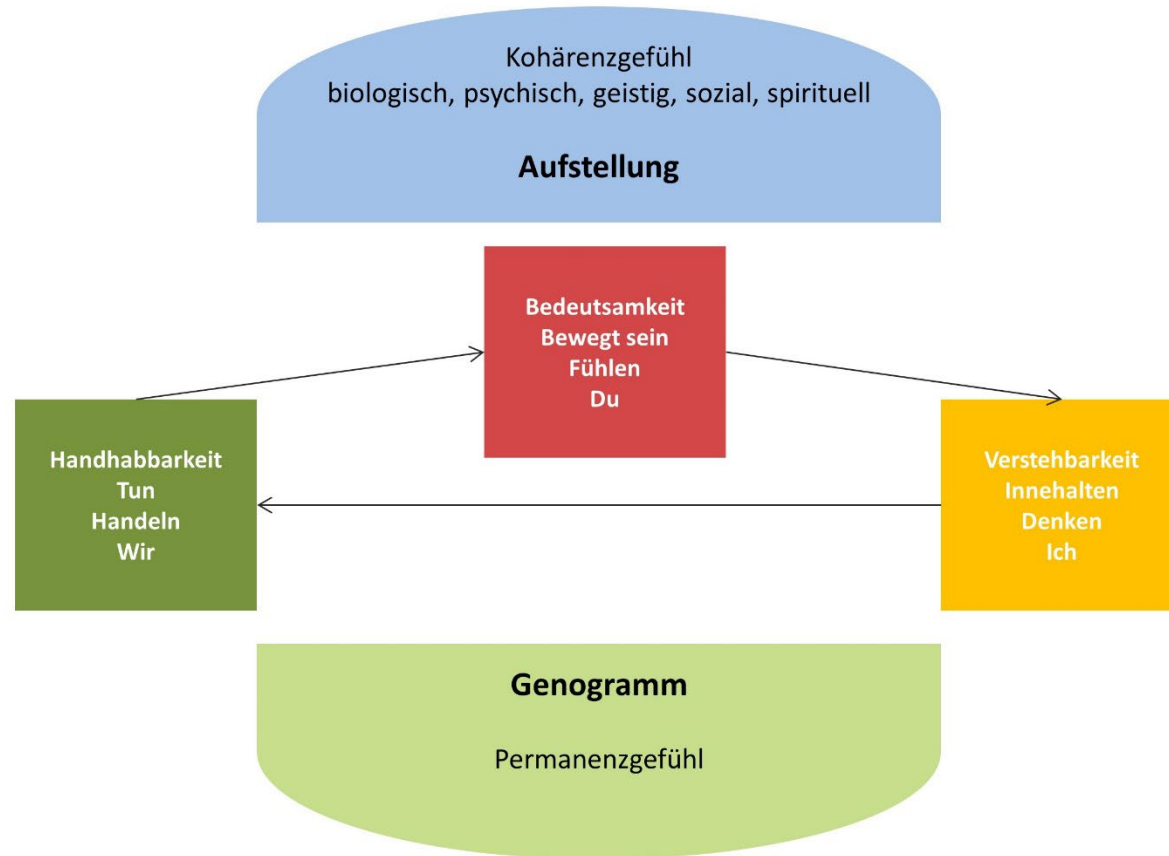 Kohärenzgefühl
biologisch, psychisch, geistig, sozial, spirituell
Aufstellung
Bedeutsamkeit
Bewegt sein
Fühlen
Du
Handhabbarkeit
Tun
Handeln
Wir
Verstehbarkeit
Innehalten
Denken
Ich
Genogramm
Permanenzgefühl